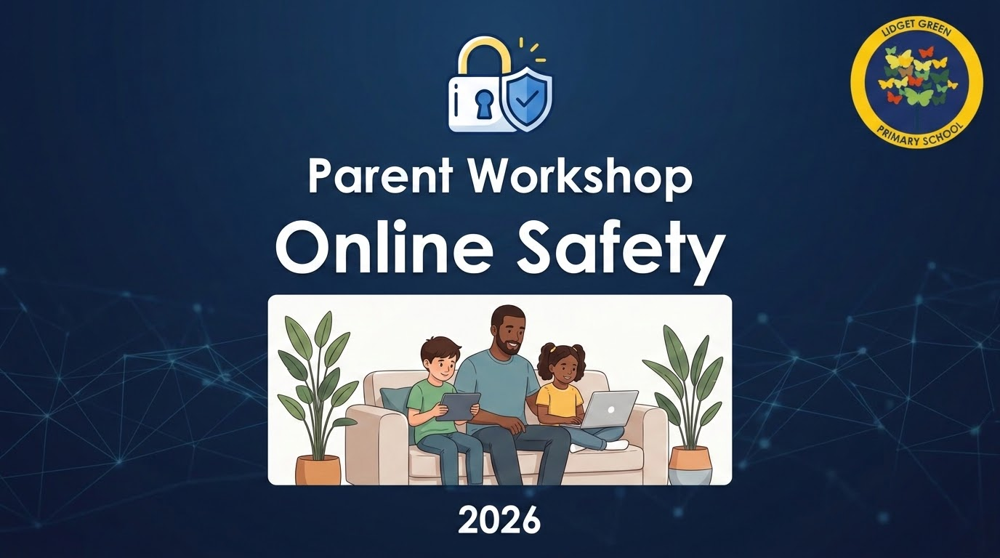 LIDGET GREEN
PRIMARY SCHOOL
Parent Workshop
Online Safety
2026